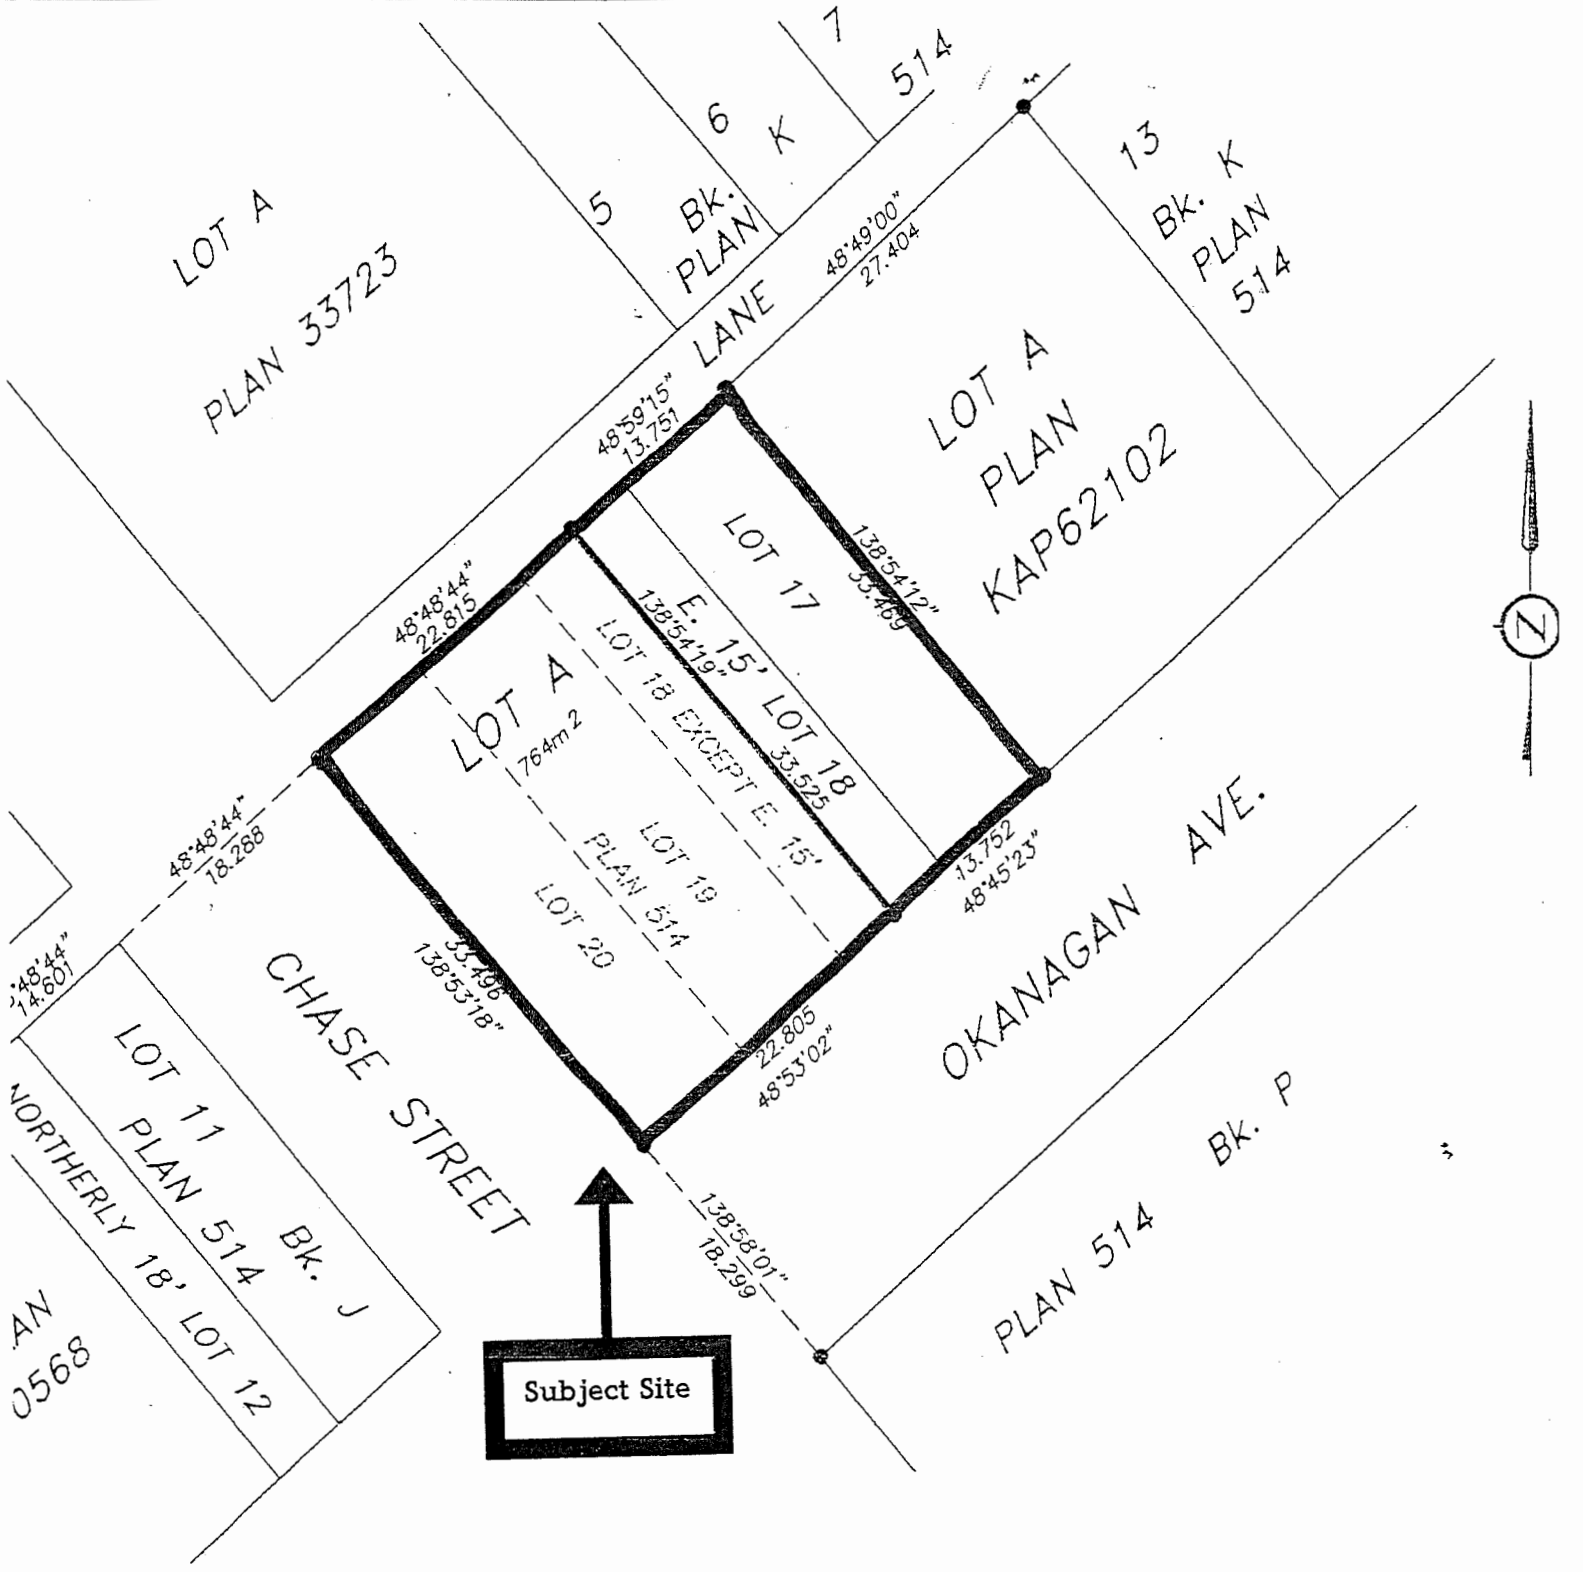 7
514
6
K
5
BK.
PLAN
13
BK. K
PLAN
514
LOT A
PLAN 33723
LANE
48°49'00"
27.404
48°59'15"
13.751
LOT A
PLAN
KAP62102
48°48'44"
22.815
LOT 17
138°54'12"
33.469
E. 15' LOT 18
138°54'19"
33.525
LOT 18 EXCEPT E. 15'
LOT A
764m 2
LOT 19
PLAN 514
LOT 20
N
48°48'44"
18.288
33.496
138°53'18"
13.752
48°45'23"
22.805
48°53'02"
OKANAGAN AVE.
CHASE STREET
°48'44"
14.601
LOT 11
PLAN 514
BK. J
NORTHERLY 18' LOT 12
138°58'01"
18.299
PLAN 514 BK. P
AN
0568
Subject Site